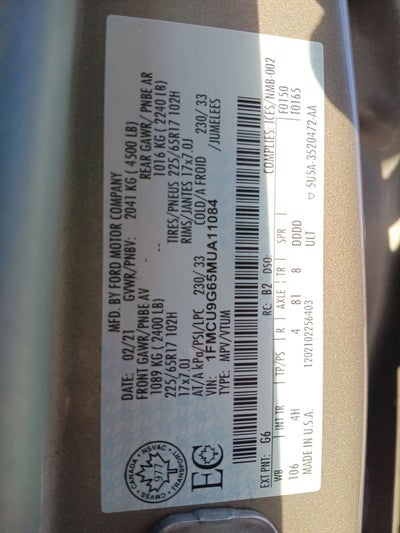 MFD. BY FORD MOTOR COMPANY
DATE: 02/21 GVWR/PNBV: 2041 KG ( 4500 LB)
FRONT GAWR/ PNBE AV REAR GAWR/ PNBE AR
1089 KG ( 2400 LB) 1016 KG ( 2240 LB)
225/65R17 102H TIRES/PNEUS 225/65R17 102H
17x7.0J RIMS/JANTES 17x7.0J
AT/A kPa/PSI/LPC 230/ 33 COLD/A FROID 230/ 33
VIN: 1FMCU9G65MUA11084 /JUMELEES
TYPE: MPV/VTUM
EC
CANADA
NSVAC
TRANSPORT
CMVSS
977
EXT PNT: G6 RC: B2 DSO: COMPLIES: ICES/NMB-002
WB INT TR TP/PS R AXLE TR SPR F0150
106 4H 4 81 8 DDDD T0165
ULT
MADE IN U.S.A. 1202102256403 ▽ 5U5A-3520472-AA